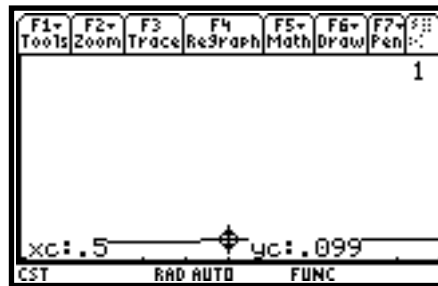 F1 F2 F3 F4 F5 F6 F7
Tools Zoom Trace Regraph Math Draw Pen
1
xc:.5 yc:.099
CST RAD AUTO FUNC